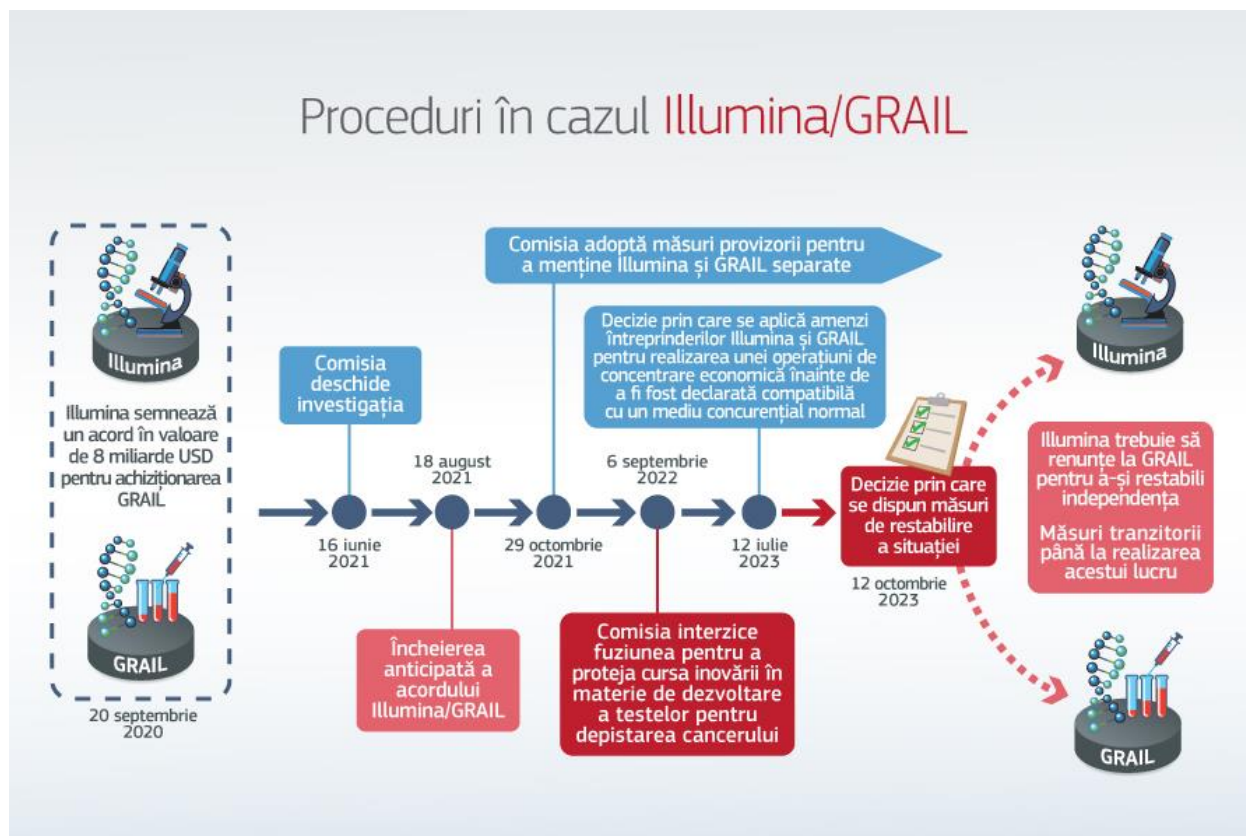 Proceduri în cazul Illumina/GRAIL
Illumina
Illumina semnează
un acord în valoare
de 8 miliarde USD
pentru achiziționarea
GRAIL
GRAIL
20 septembrie
2020
Comisia
deschide
investigația
16 iunie
2021
18 august
2021
Încheierea
anticipată a
acordului
Illumina/GRAIL
Comisia adoptă măsuri provizorii pentru
a menține Illumina și GRAIL separate
29 octombrie
2021
6 septembrie
2022
Comisia interzice
fuziunea pentru a
proteja cursa inovării în
materie de dezvoltare
a testelor pentru
depistarea cancerului
Decizie prin care se aplică amenzi
întreprinderilor Illumina și GRAIL
pentru realizarea unei operațiuni de
concentrare economică înainte de
a fi fost declarată compatibilă
cu un mediu concurențial normal
12 iulie
2023
Decizie prin care
se dispun măsuri
de restabilire
a situației
12 octombrie
2023
Illumina
Illumina trebuie să
renunțe la GRAIL
pentru a-și restabili
independența
Măsuri tranzitorii
până la realizarea
acestui lucru
GRAIL